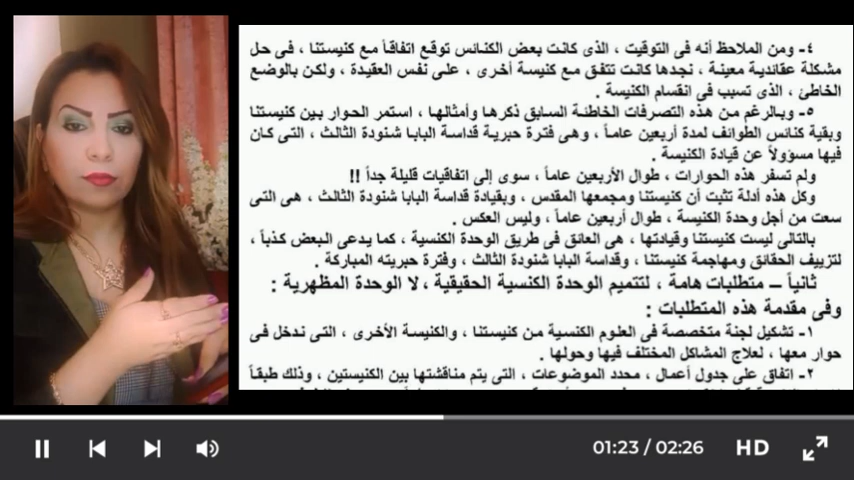 ٤- ومن الملاحظ أنه فى التوقيت ، الذى كانت بعض الكنائس توقع اتفاقاً مع كنيستنا ، فى حل
مشكلة عقائدية معينة ، نجدها كانت تتفق مع كنيسة أخرى ، على نفس العقيدة ، ولكن بالوضع
الخاطئ ، الذى تسبب فى انقسام الكنيسة .
٥- وبالرغم من هذه التصرفات الخاطئة السابق ذكرها وأمثالها ، استمر الحوار بين كنيستنا
وبقية كنائس الطوائف لمدة أربعين عاماً ، وهى فترة حبرية قداسة البابا شنودة الثالث ، التى كان
فيها مسؤولاً عن قيادة الكنيسة .
ولم تسفر هذه الحوارات ، طوال الأربعين عاماً ، سوى إلى اتفاقيات قليلة جداً !!
وكل هذه أدلة تثبت أن كنيستنا ومجمعها المقدس ، وبقيادة قداسة البابا شنودة الثالث ، هى التى
سعت من أجل وحدة الكنيسة ، طوال أربعين عاماً ، وليس العكس .
بالتالى ليست كنيستنا وقيادتها ، هى العائق فى طريق الوحدة الكنسية ، كما يدعى البعض كذباً ،
لتزييف الحقائق ومهاجمة كنيستنا ، وقداسة البابا شنودة الثالث ، وفترة حبريته المباركة .
ثانياً – متطلبات هامة ، لتتميم الوحدة الكنسية الحقيقية ، لا الوحدة المظهرية :
وفى مقدمة هذه المتطلبات :
١- تشكيل لجنة متخصصة فى العلوم الكنسية من كنيستنا ، والكنيسة الأخرى ، التى ندخل فى
حوار معها ، لعلاج المشاكل المختلف فيها وحولها .
٢- اتفاق على جدول أعمال ، محدد الموضوعات ، التى يتم مناقشتها بين الكنيستين ، وذلك طبقاً
01:23 / 02:26 HD